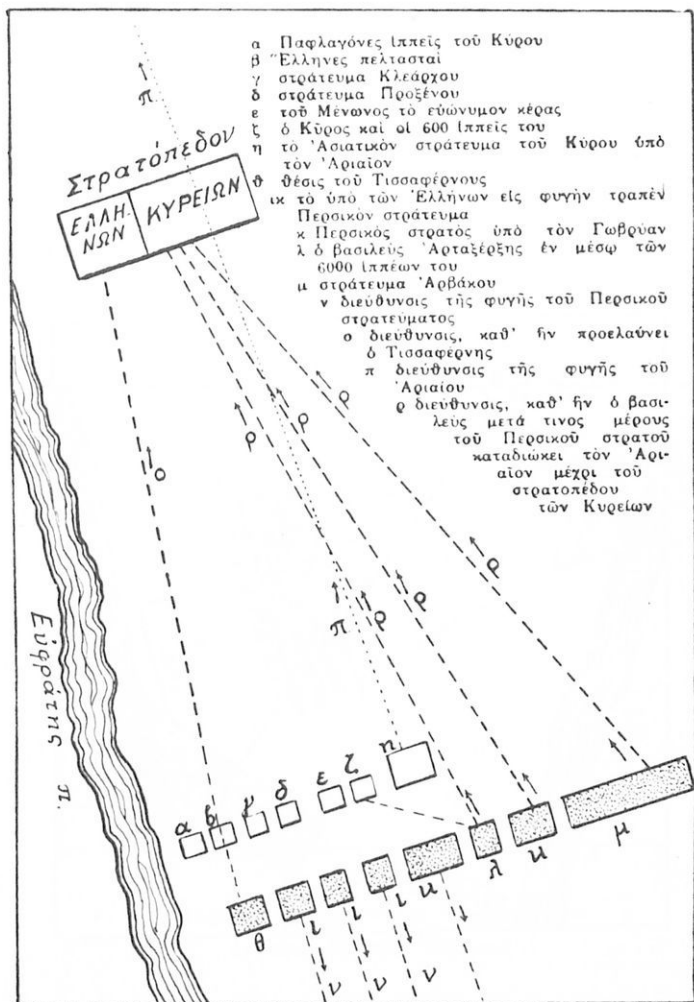 α Παφλαγόνες ἱππεῖς τοῦ Κύρου
β Ἕλληνες πελτασταί
γ στράτευμα Κλεάρχου
δ στράτευμα Προξένου
ε τοῦ Μένωνος τὸ εὐώνυμον κέρας
ζ ὁ Κῦρος καὶ οἱ 600 ἱππεῖς του
η τὸ Ἀσιατικὸν στράτευμα τοῦ Κύρου ὑπὸ
τὸν Ἀριαῖον
θ θέσις τοῦ Τισσαφέρνους
ικ τὸ ὑπὸ τῶν Ἑλλήνων εἰς φυγὴν τραπὲν
Περσικὸν στράτευμα
κ Περσικὸς στρατὸς ὑπὸ τὸν Γωβρύαν
λ ὁ βασιλεὺς Ἀρταξέρξης ἐν μέσῳ τῶν
6000 ἱππέων του
μ στράτευμα Ἀρβάκου
ν διεύθυνσις τῆς φυγῆς τοῦ Περσικοῦ
στρατεύματος
ο διεύθυνσις, καθ' ἣν προελαύνει
ὁ Τισσαφέρνης
π διεύθυνσις τῆς φυγῆς τοῦ
Ἀριαίου
ρ διεύθυνσις, καθ' ἣν ὁ βασι-
λεὺς μετά τινος μέρους
τοῦ Περσικοῦ στρατοῦ
καταδιώκει τὸν Ἀρι-
αῖον μέχρι τοῦ
στρατοπέδου
τῶν Κυρείων
π
Στρατόπεδον
ΕΛΛΗ-
ΝΩΝ
ΚΥΡΕΙΩΝ
ρ
ρ
ρ
ο
ρ
ρ
ρ
π
Εὐφράτης π.
α
β
γ
δ
ε
ζ
η
θ
ι
ι
ι
κ
λ
κ
μ
ν
ν
ν